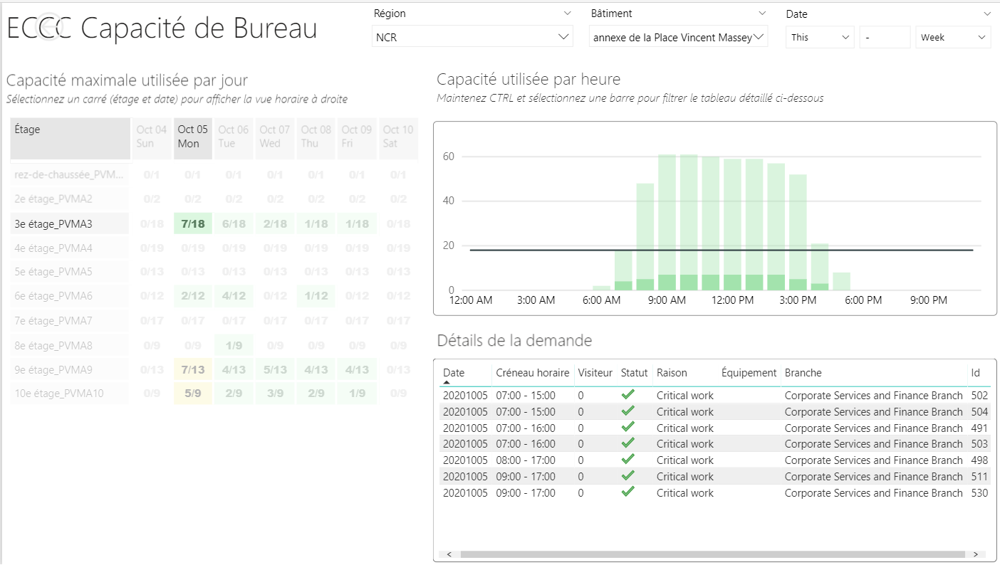 ECCC Capacité de Bureau
Région
NCR
Bâtiment
annexe de la Place Vincent Massey
Date
This - Week
Capacité maximale utilisée par jour
Sélectionnez un carré (étage et date) pour afficher la vue horaire à droite
Étage Oct 04 Oct 05 Oct 06 Oct 07 Oct 08 Oct 09 Oct 10
Sun Mon Tue Wed Thu Fri Sat
rez-de-chaussée_PVM... 0/1 0/1 0/1 0/1 0/1 0/1 0/1
2e étage_PVMA2 0/2 0/2 0/2 0/2 0/2 0/2 0/2
3e étage_PVMA3 0/18 7/18 6/18 2/18 1/18 1/18 0/18
4e étage_PVMA4 0/19 0/19 0/19 0/19 0/19 0/19 0/19
5e étage_PVMA5 0/13 0/13 0/13 0/13 0/13 0/13 0/13
6e étage_PVMA6 0/12 2/12 4/12 0/12 1/12 0/12 0/12
7e étage_PVMA7 0/17 0/17 0/17 0/17 0/17 0/17 0/17
8e étage_PVMA8 0/9 0/9 1/9 0/9 0/9 0/9 0/9
9e étage_PVMA9 0/13 7/13 4/13 5/13 4/13 4/13 0/13
10e étage_PVMA10 0/9 5/9 2/9 3/9 2/9 1/9 0/9
Capacité utilisée par heure
Maintenez CTRL et sélectionnez une barre pour filtrer le tableau détaillé ci-dessous
60
40
20
0
12:00 AM 3:00 AM 6:00 AM 9:00 AM 12:00 PM 3:00 PM 6:00 PM 9:00 PM
Détails de la demande
Date Créneau horaire Visiteur Statut Raison Équipement Branche Id
20201005 07:00 - 15:00 0 Critical work Corporate Services and Finance Branch 502
20201005 07:00 - 15:00 0 Critical work Corporate Services and Finance Branch 504
20201005 07:00 - 16:00 0 Critical work Corporate Services and Finance Branch 491
20201005 07:00 - 16:00 0 Critical work Corporate Services and Finance Branch 503
20201005 08:00 - 17:00 0 Critical work Corporate Services and Finance Branch 498
20201005 09:00 - 17:00 0 Critical work Corporate Services and Finance Branch 511
20201005 09:00 - 17:00 0 Critical work Corporate Services and Finance Branch 530